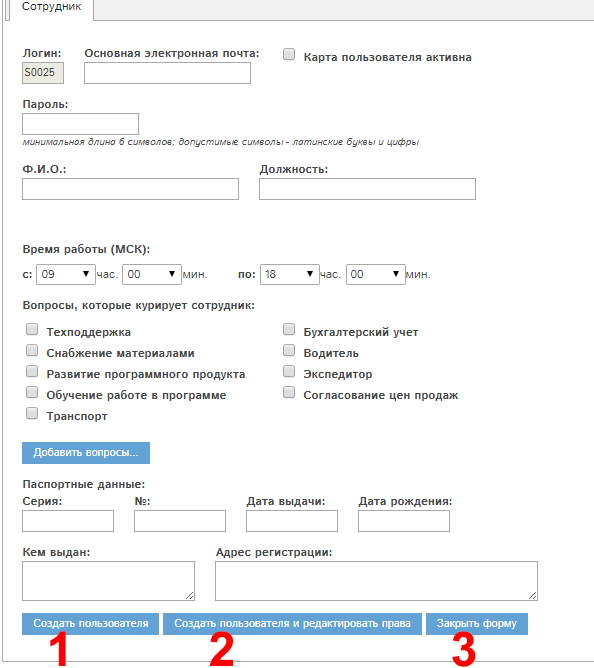 Сотрудник
Логин: Основная электронная почта: Карта пользователя активна
S0025
Пароль:
минимальная длина 6 символов; допустимые символы - латинские буквы и цифры
Ф.И.О.: Должность:
Время работы (МСК):
с: 09 час. 00 мин. по: 18 час. 00 мин.
Вопросы, которые курирует сотрудник:
Техподдержка Бухгалтерский учет
Снабжение материалами Водитель
Развитие программного продукта Экспедитор
Обучение работе в программе Согласование цен продаж
Транспорт
Добавить вопросы...
Паспортные данные:
Серия: №: Дата выдачи: Дата рождения:
Кем выдан: Адрес регистрации:
Создать пользователя Создать пользователя и редактировать права Закрыть форму
1 2 3